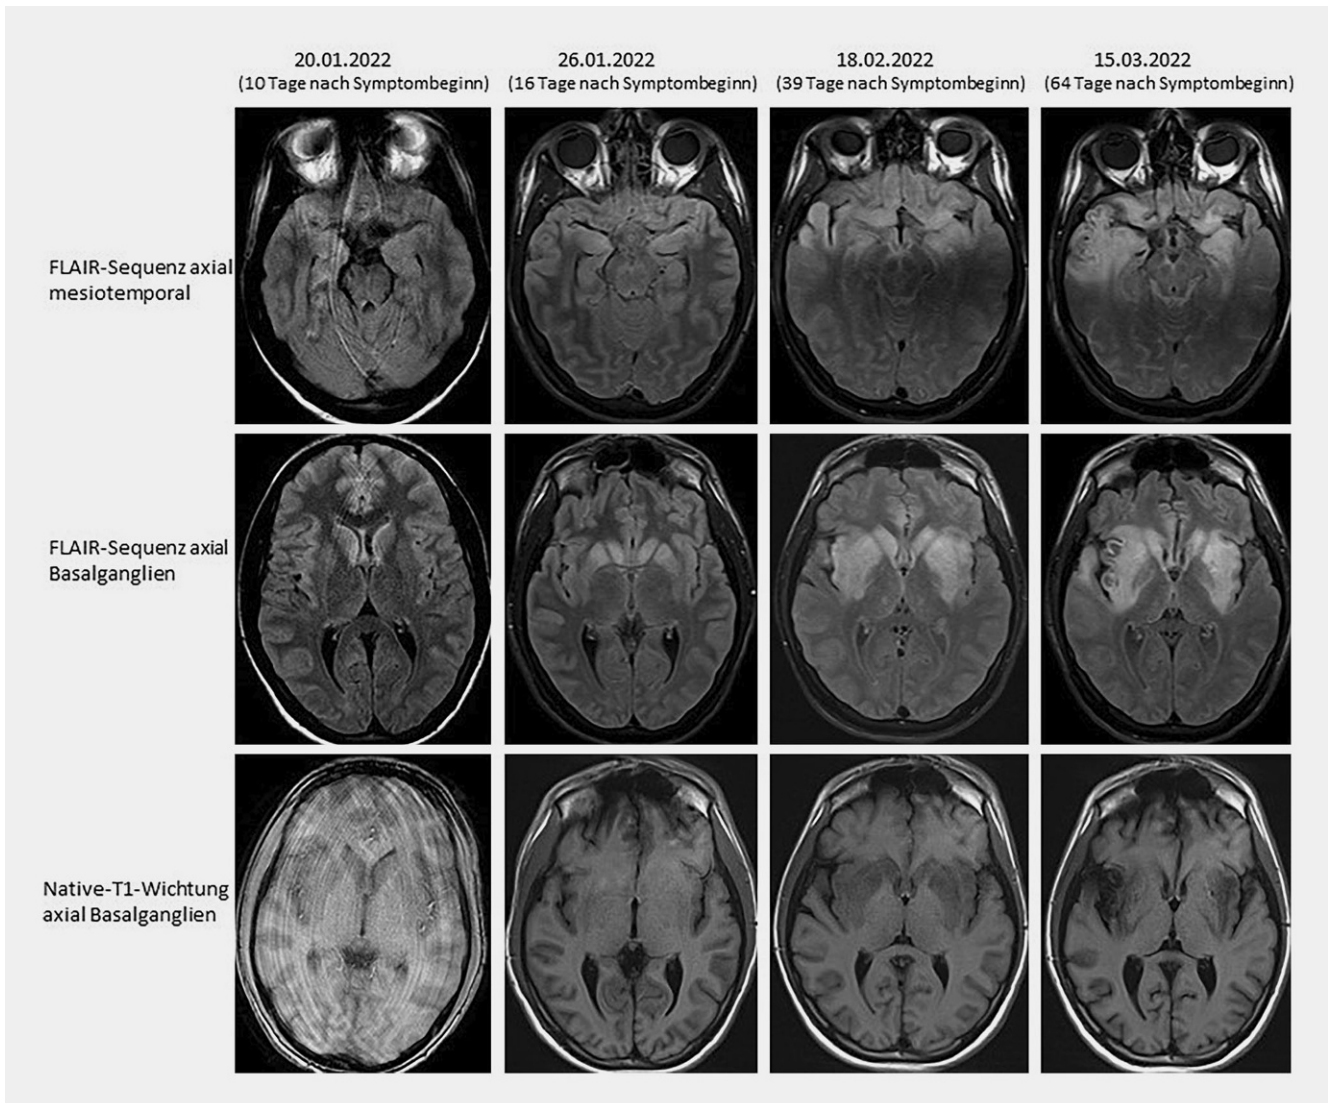 20.01.2022
(10 Tage nach Symptombeginn)
26.01.2022
(16 Tage nach Symptombeginn)
18.02.2022
(39 Tage nach Symptombeginn)
15.03.2022
(64 Tage nach Symptombeginn)
FLAIR-Sequenz axial
mesiotemporal
FLAIR-Sequenz axial
Basalganglien
Native-T1-Wichtung
axial Basalganglien